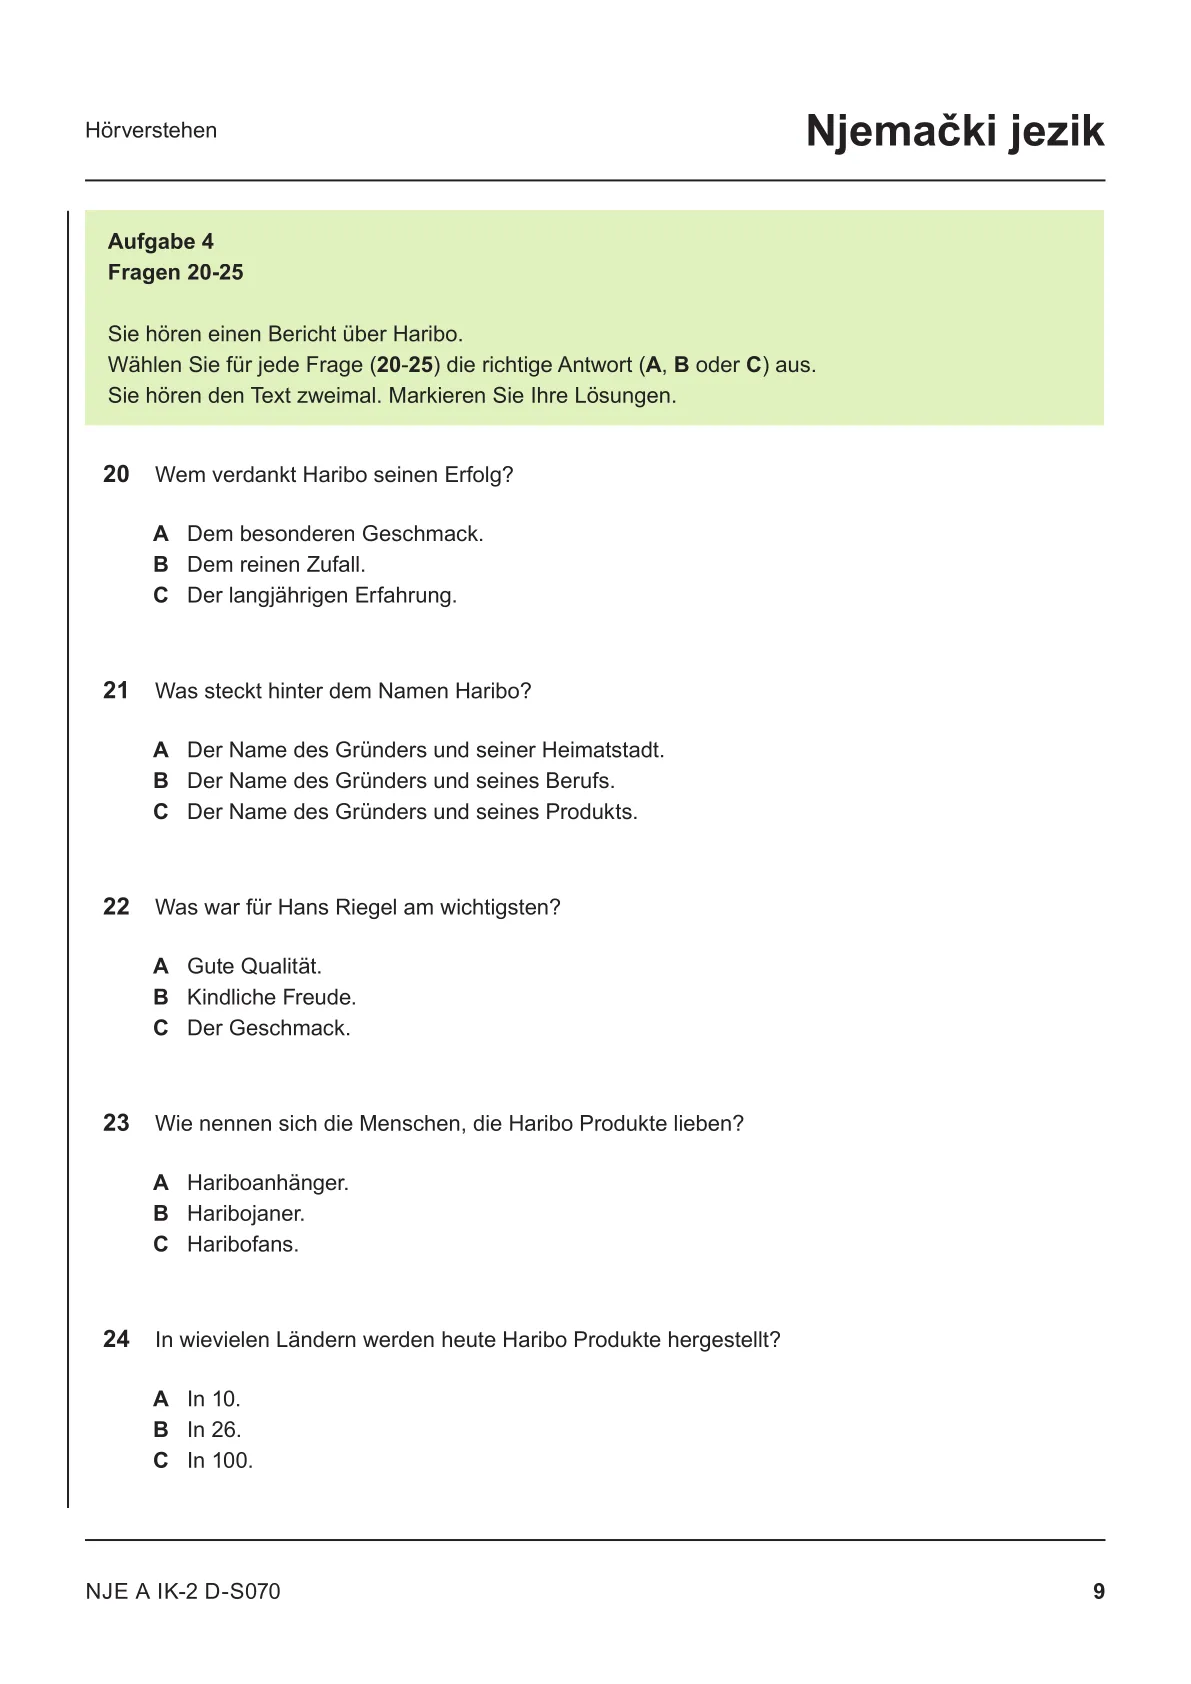 Hörverstehen
Njemački jezik
Aufgabe 4
Fragen 20-25
Sie hören einen Bericht über Haribo.
Wählen Sie für jede Frage (20-25) die richtige Antwort (A, B oder C) aus.
Sie hören den Text zweimal. Markieren Sie Ihre Lösungen.
20 Wem verdankt Haribo seinen Erfolg?
A Dem besonderen Geschmack.
B Dem reinen Zufall.
C Der langjährigen Erfahrung.
21 Was steckt hinter dem Namen Haribo?
A Der Name des Gründers und seiner Heimatstadt.
B Der Name des Gründers und seines Berufs.
C Der Name des Gründers und seines Produkts.
22 Was war für Hans Riegel am wichtigsten?
A Gute Qualität.
B Kindliche Freude.
C Der Geschmack.
23 Wie nennen sich die Menschen, die Haribo Produkte lieben?
A Hariboanhänger.
B Haribojaner.
C Haribofans.
24 In wievielen Ländern werden heute Haribo Produkte hergestellt?
A In 10.
B In 26.
C In 100.
NJE A IK-2 D-S070
9